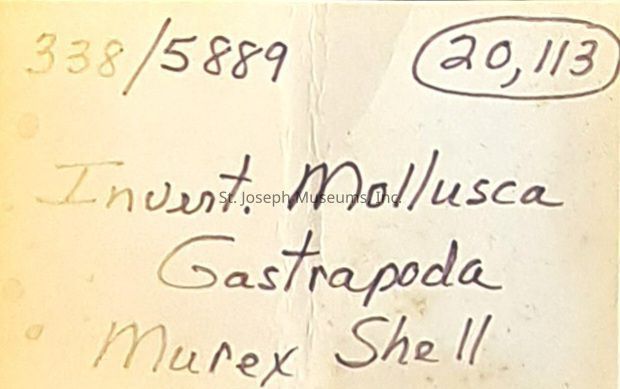 338/5889 20,113
Invert. Mollusca
St. Joseph Museums, Inc.
Gastrapoda
Murex Shell